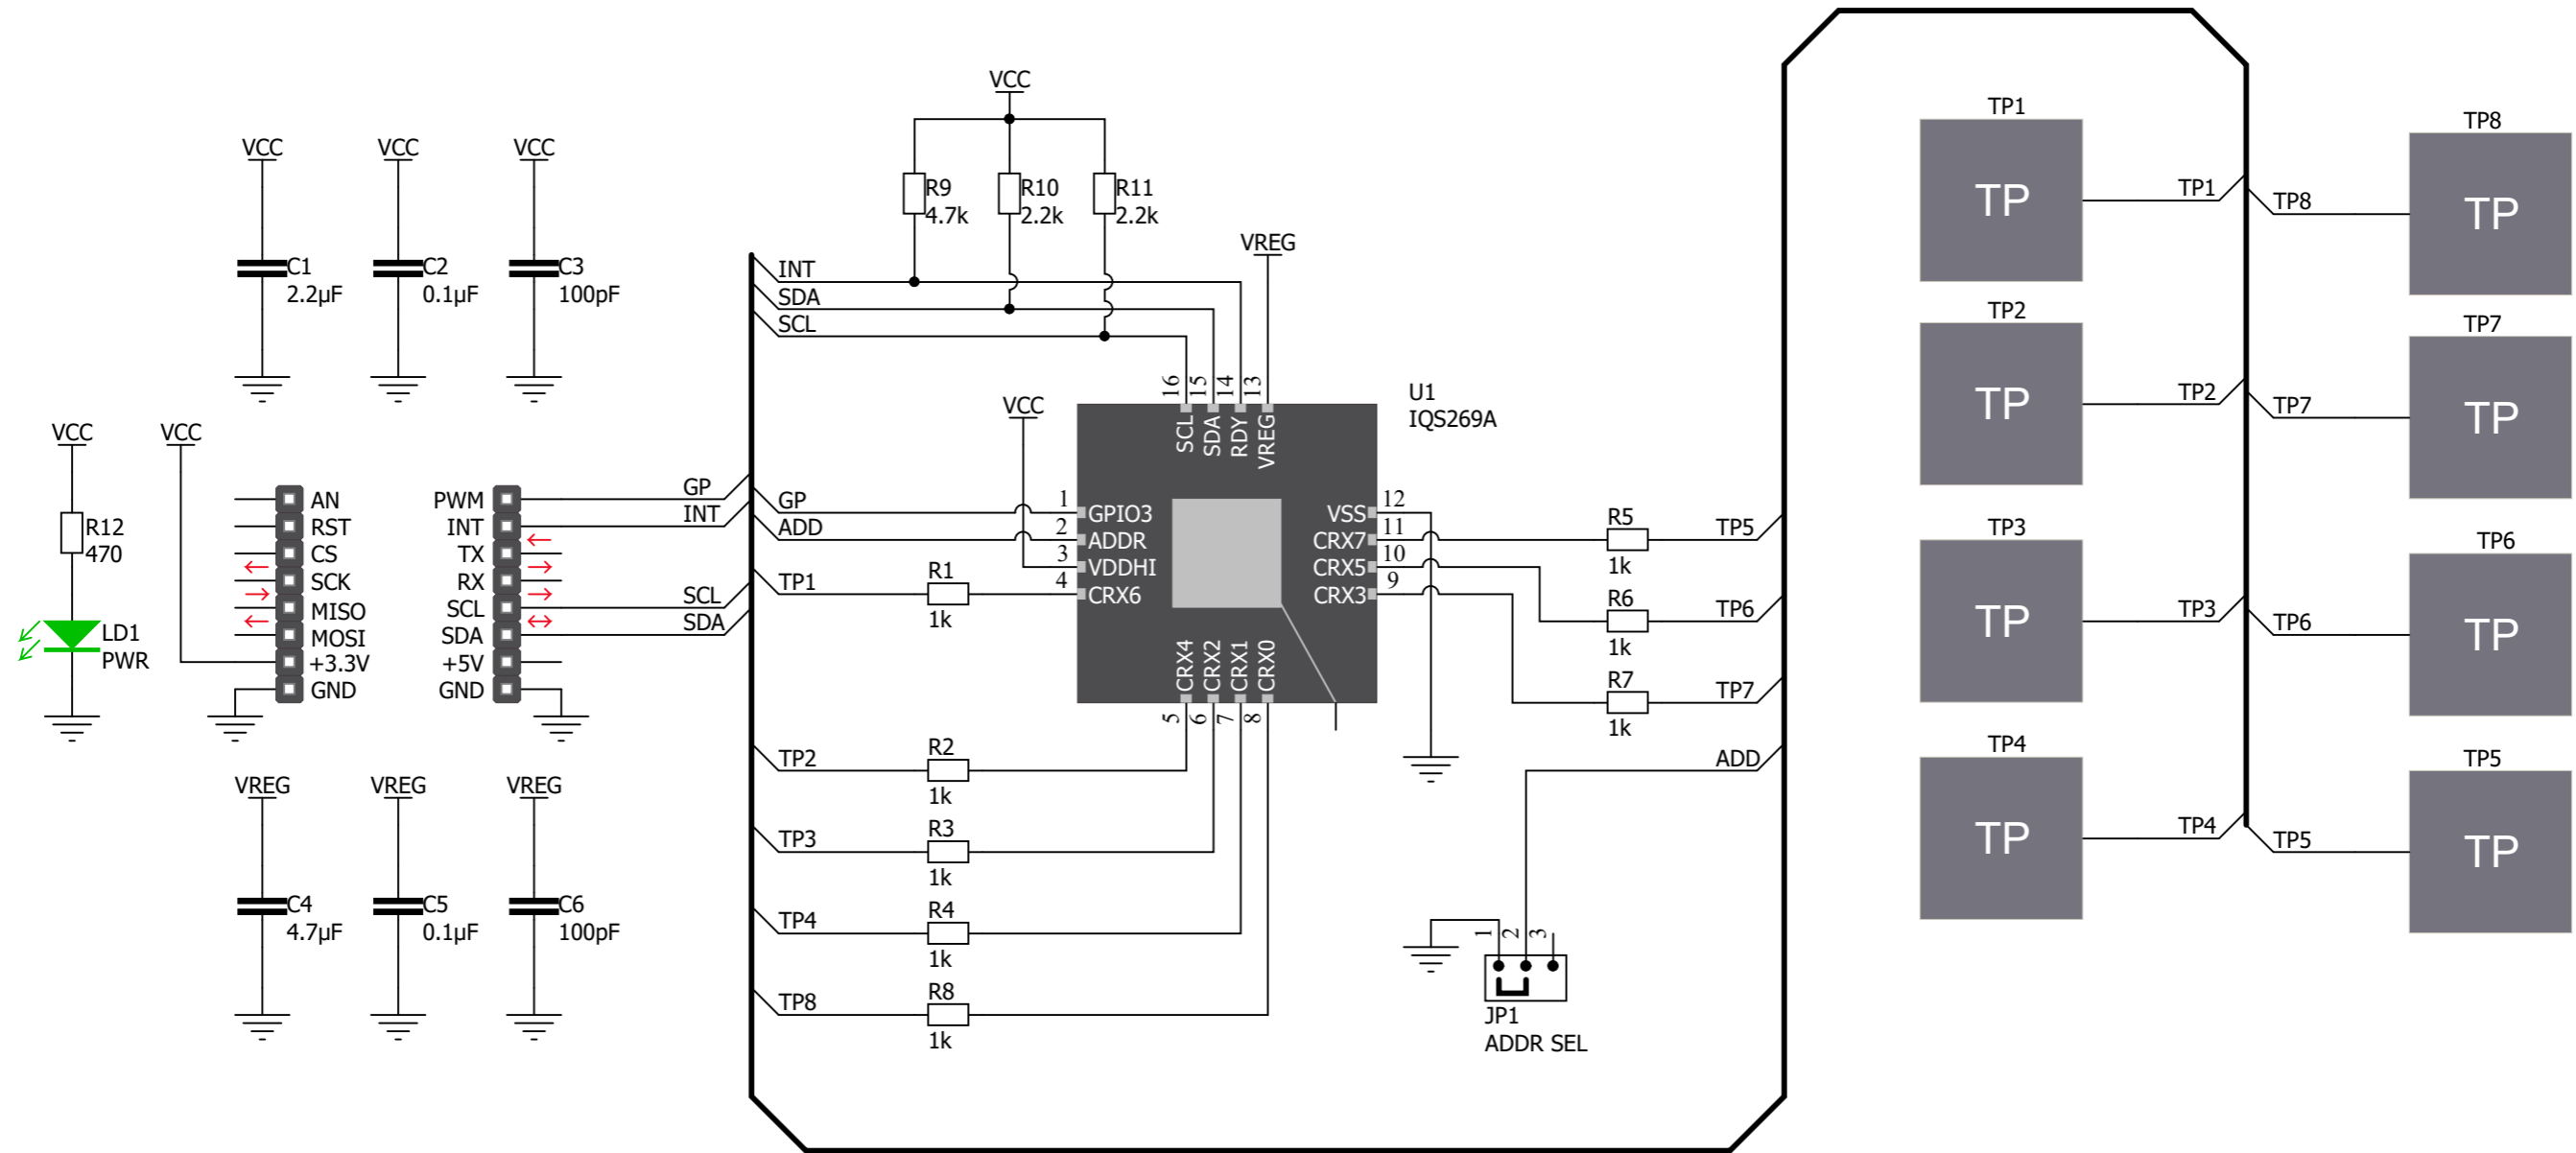 VCC
C1
2.2µF
VCC
C2
0.1µF
VCC
C3
100pF
VCC
R12
470
LD1
PWR
VCC
AN
RST
CS
SCK
MISO
MOSI
+3.3V
GND
PWM
INT
TX
RX
SCL
SDA
+5V
GND
GP
INT
SCL
SDA
VREG
C4
4.7µF
VREG
C5
0.1µF
VREG
C6
100pF
VCC
R9
4.7k
R10
2.2k
R11
2.2k
INT
SDA
SCL
VREG
VCC
GP
ADD
TP1
R1
1k
U1
IQS269A
16
15
14
13
SCL
SDA
RDY
VREG
1
GPIO3
2
ADDR
3
VDDHI
4
CRX6
12
VSS
11
CRX7
10
CRX5
9
CRX3
CRX4
CRX2
CRX1
CRX0
5
6
7
8
TP2
R2
1k
TP3
R3
1k
TP4
R4
1k
TP8
R8
1k
R5
1k
TP5
R6
1k
TP6
R7
1k
TP7
ADD
1
2
3
JP1
ADDR SEL
TP1
TP
TP1
TP2
TP
TP2
TP3
TP
TP3
TP4
TP
TP4
TP8
TP8
TP
TP7
TP7
TP
TP6
TP6
TP
TP5
TP5
TP